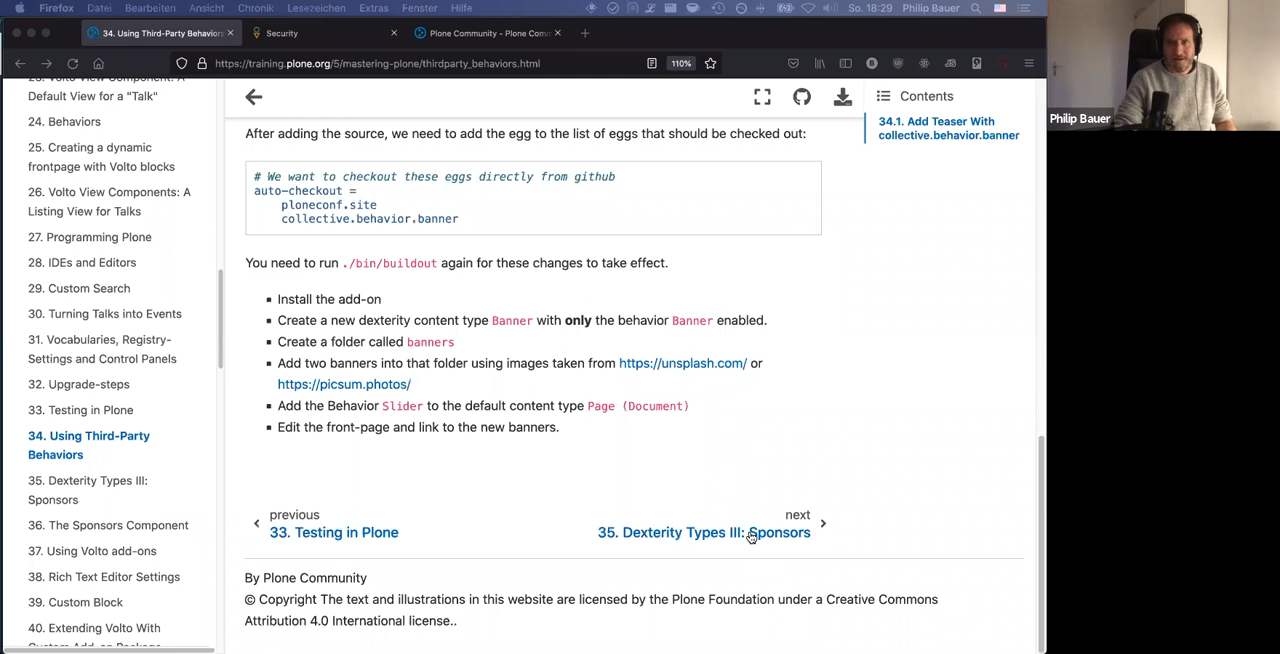 Firefox Datei Bearbeiten Ansicht Chronik Lesezeichen Extras Fenster Hilfe So. 18:29 Philip Bauer
34. Using Third-Party Behaviors
Security
Plone Community - Plone Com
https://training.plone.org/5/mastering-plone/thirdparty_behaviors.html
110%
Default View for a "Talk"
24. Behaviors
25. Creating a dynamic
frontpage with Volto blocks
26. Volto View Components: A
Listing View for Talks
27. Programming Plone
28. IDEs and Editors
29. Custom Search
30. Turning Talks into Events
31. Vocabularies, Registry-
Settings and Control Panels
32. Upgrade-steps
33. Testing in Plone
34. Using Third-Party
Behaviors
35. Dexterity Types III:
Sponsors
36. The Sponsors Component
37. Using Volto add-ons
38. Rich Text Editor Settings
39. Custom Block
40. Extending Volto With
Custom Add-on Package
Contents
34.1. Add Teaser With
collective.behavior.banner
After adding the source, we need to add the egg to the list of eggs that should be checked out:
# We want to checkout these eggs directly from github
auto-checkout =
ploneconf.site
collective.behavior.banner
You need to run ./bin/buildout again for these changes to take effect.
▪ Install the add-on
▪ Create a new dexterity content type Banner with only the behavior Banner enabled.
▪ Create a folder called banners
▪ Add two banners into that folder using images taken from https://unsplash.com/ or
https://picsum.photos/
▪ Add the Behavior Slider to the default content type Page (Document)
▪ Edit the front-page and link to the new banners.
previous
33. Testing in Plone
next
35. Dexterity Types III: Sponsors
By Plone Community
© Copyright The text and illustrations in this website are licensed by the Plone Foundation under a Creative Commons
Attribution 4.0 International license..
Philip Bauer